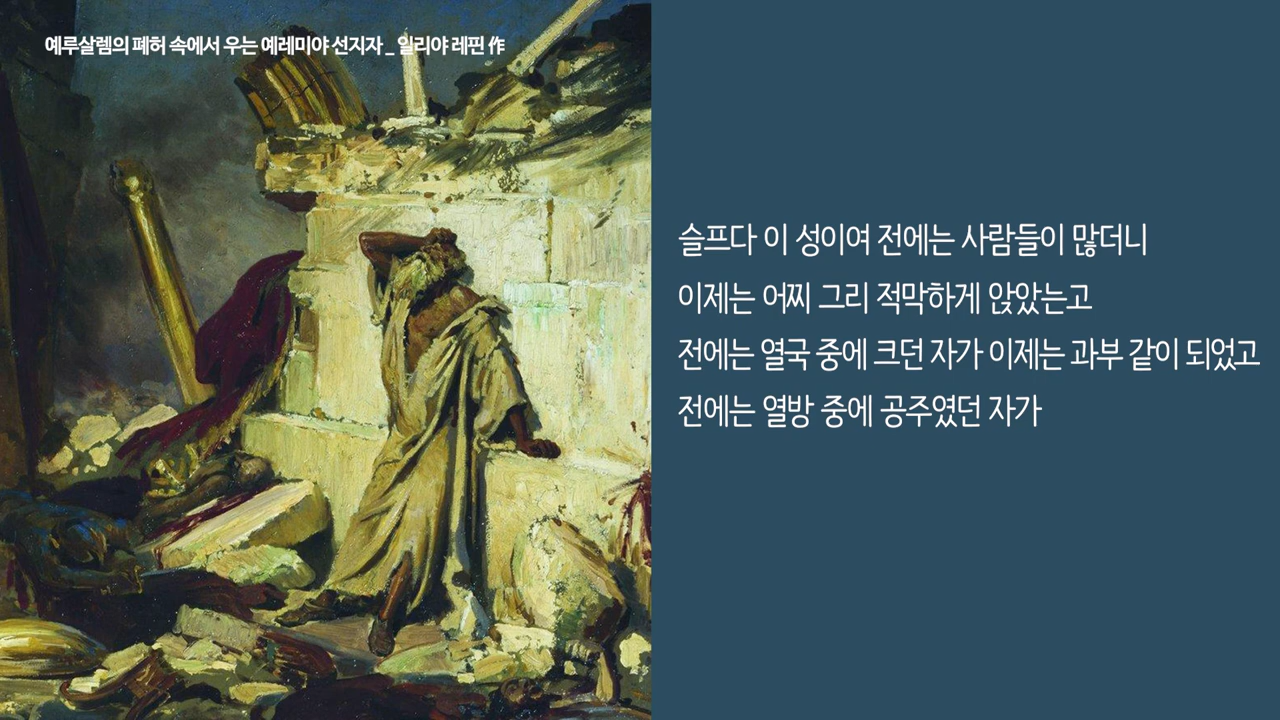 예루살렘의 폐허 속에서 우는 예레미야 선지자 _ 일리야 레핀 作
슬프다 이 성이여 전에는 사람들이 많더니
이제는 어찌 그리 적막하게 앉았는고
전에는 열국 중에 크던 자가 이제는 과부 같이 되었고
전에는 열방 중에 공주였던 자가